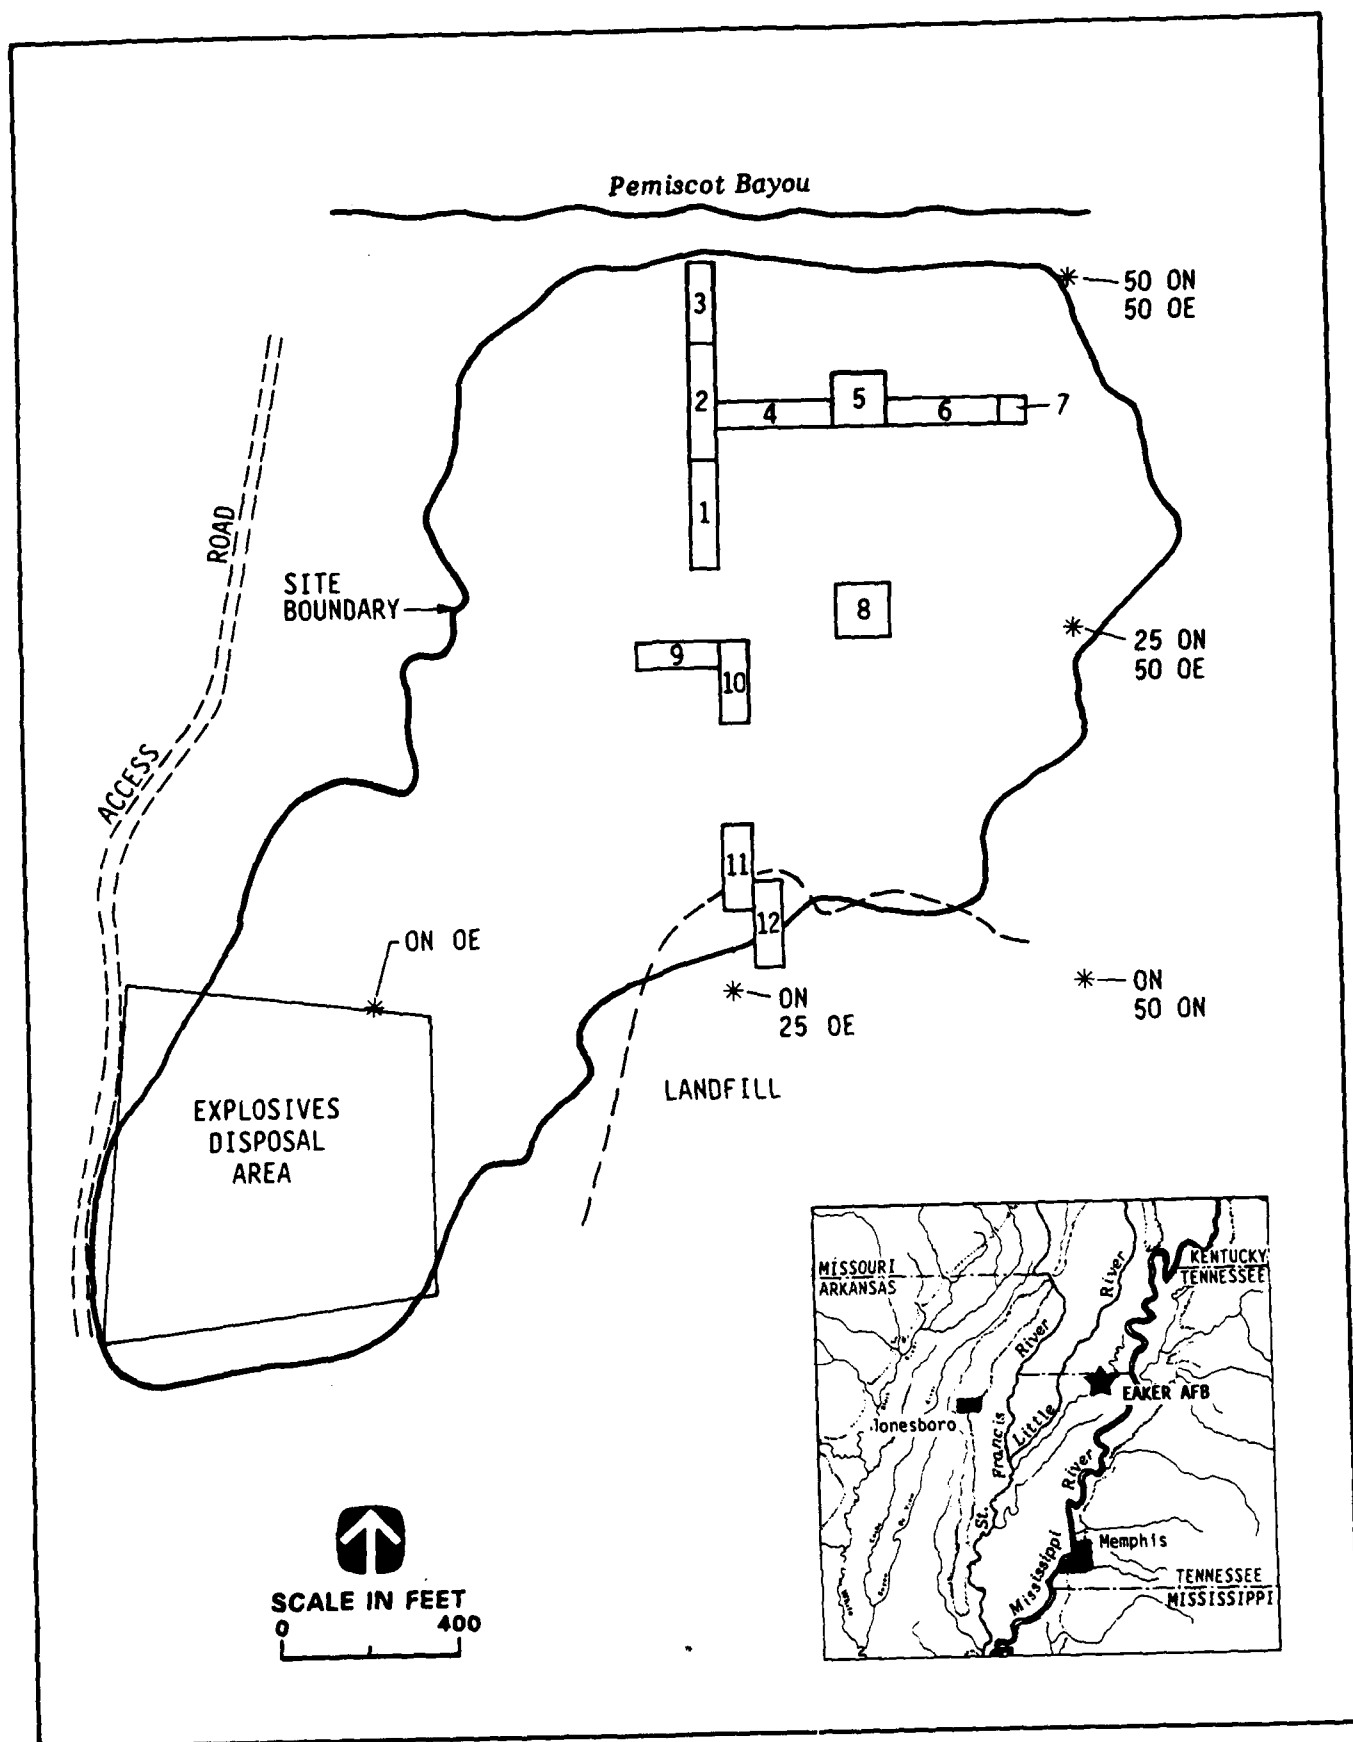 Pemiscot Bayou
3
50 ON
50 OE
2
4
5
6
7
1
ROAD
SITE
BOUNDARY
8
25 ON
50 OE
9
10
ACCESS
11
12
ON OE
ON
25 OE
ON
50 ON
LANDFILL
EXPLOSIVES
DISPOSAL
AREA
MISSOURI
ARKANSAS
River
KENTUCKY
TENNESSEE
River
EAKER AFB
Jonesboro
Little
Francis
River
St.
Memphis
Mississippi
TENNESSEE
MISSISSIPPI
SCALE IN FEET
0 400